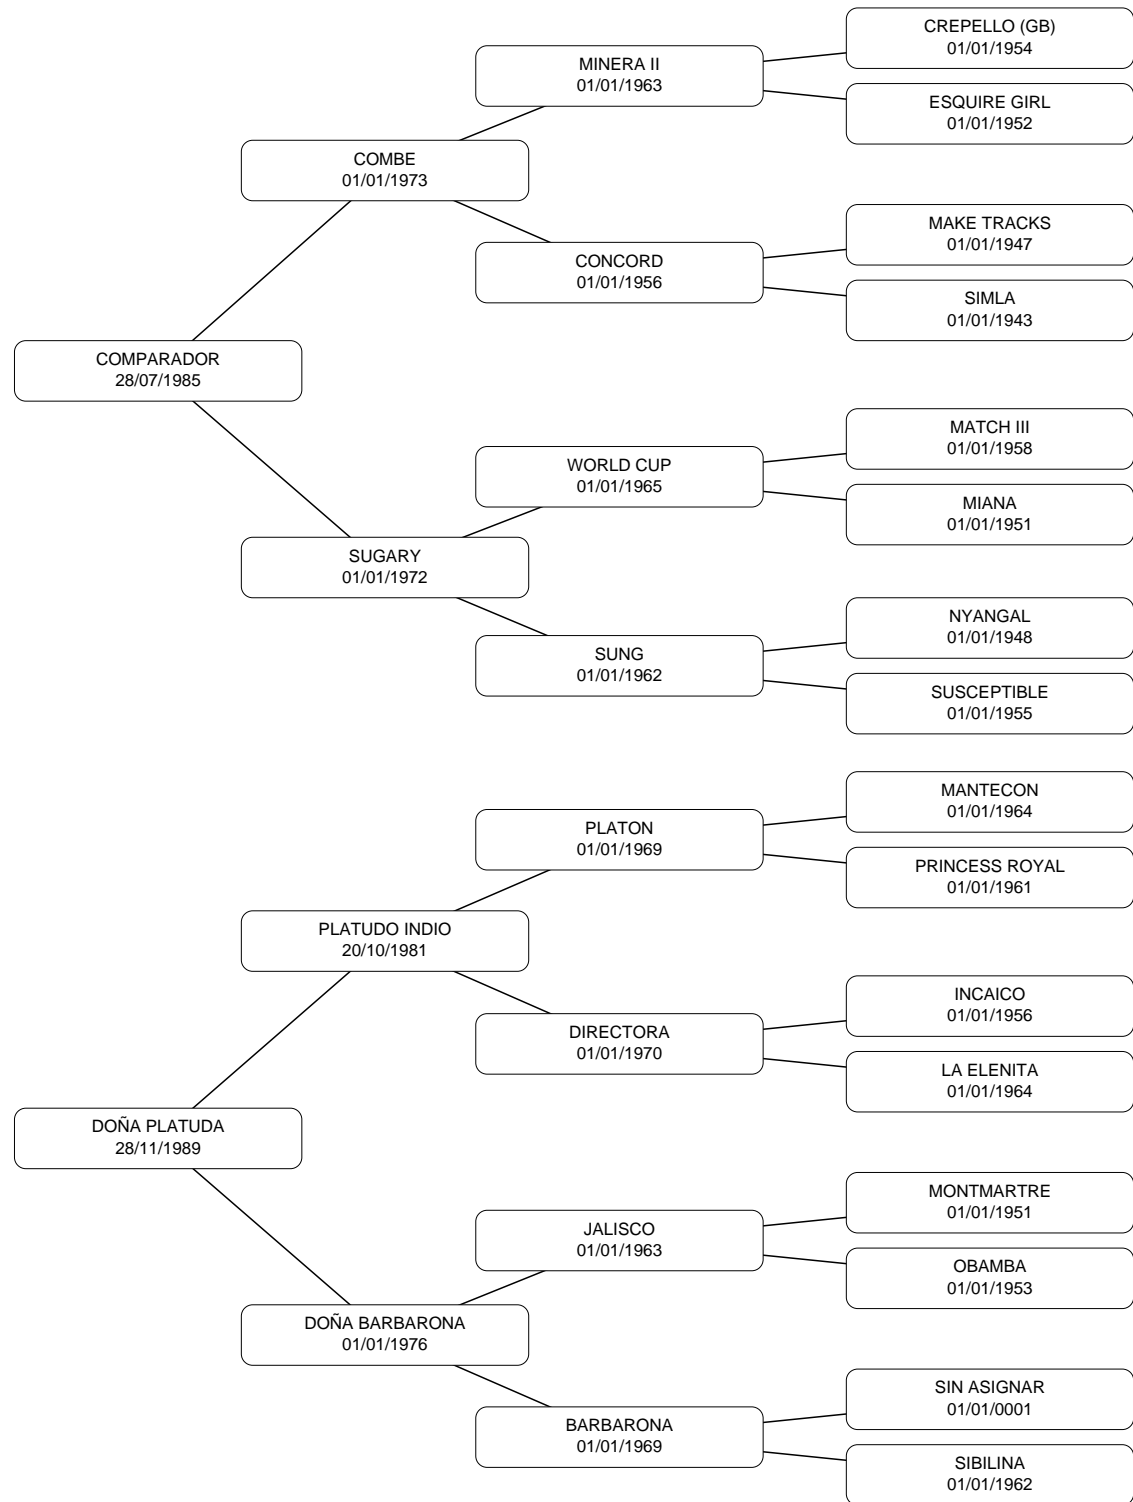 CREPELLO (GB)
01/01/1954
MINERA II
01/01/1963
ESQUIRE GIRL
01/01/1952
COMBE
01/01/1973
MAKE TRACKS
01/01/1947
CONCORD
01/01/1956
SIMLA
01/01/1943
COMPARADOR
28/07/1985
MATCH III
01/01/1958
WORLD CUP
01/01/1965
MIANA
01/01/1951
SUGARY
01/01/1972
NYANGAL
01/01/1948
SUNG
01/01/1962
SUSCEPTIBLE
01/01/1955
MANTECON
01/01/1964
PLATON
01/01/1969
PRINCESS ROYAL
01/01/1961
PLATUDO INDIO
20/10/1981
INCAICO
01/01/1956
DIRECTORA
01/01/1970
LA ELENITA
01/01/1964
DOÑA PLATUDA
28/11/1989
MONTMARTRE
01/01/1951
JALISCO
01/01/1963
OBAMBA
01/01/1953
DOÑA BARBARONA
01/01/1976
SIN ASIGNAR
01/01/0001
BARBARONA
01/01/1969
SIBILINA
01/01/1962